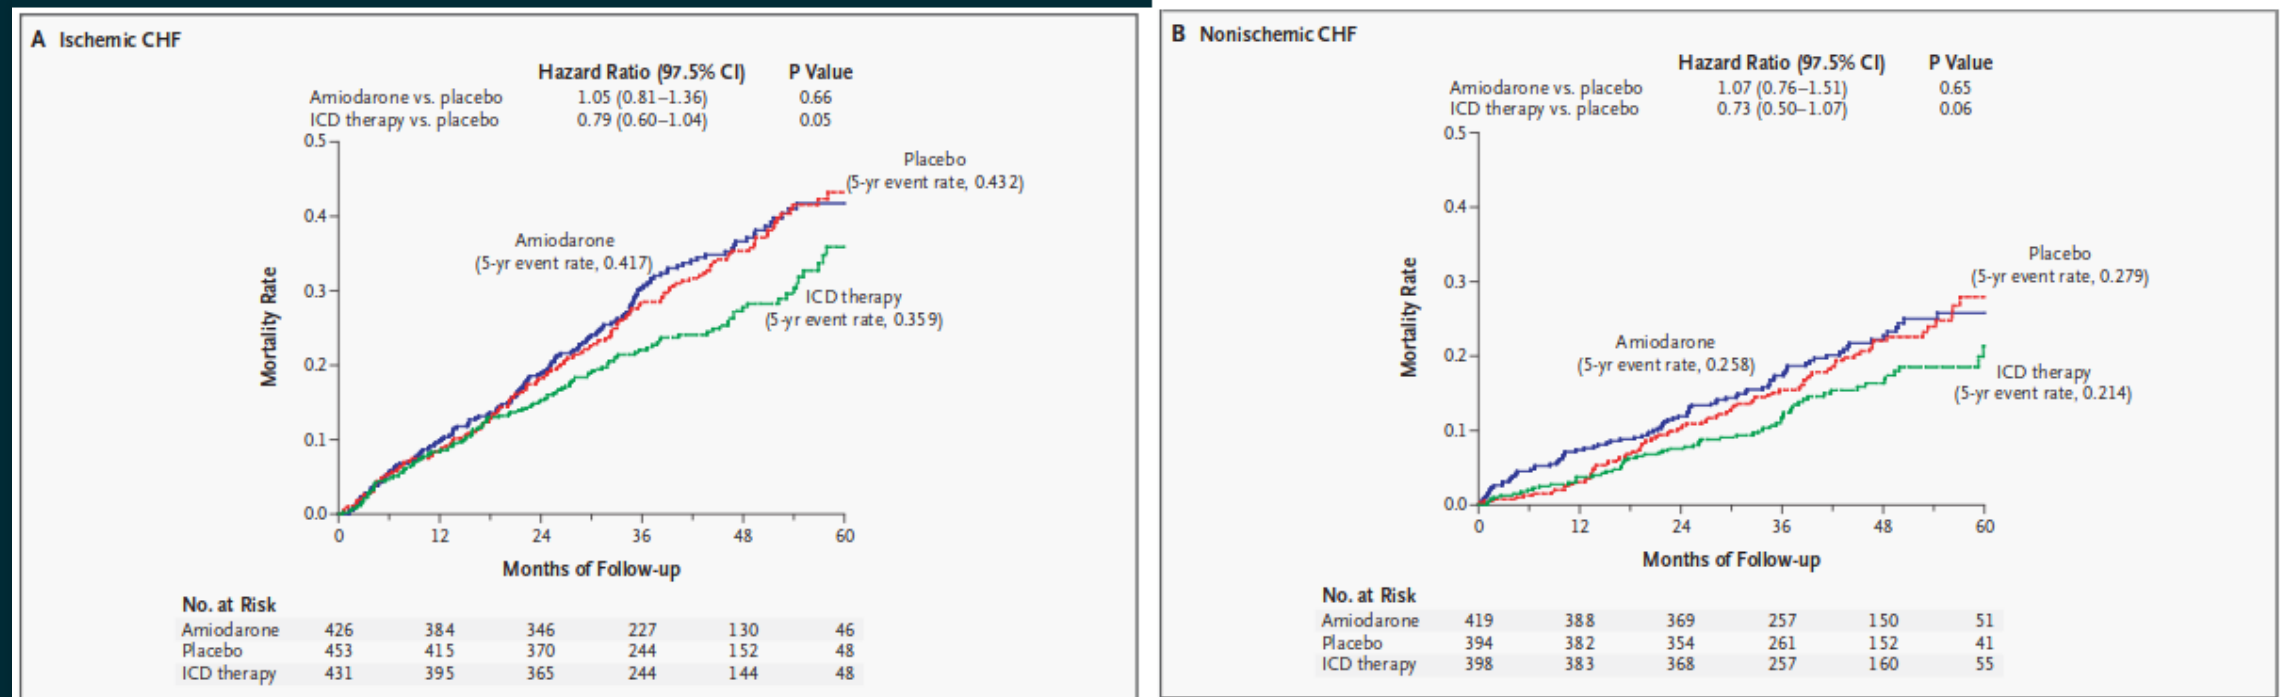 A Ischemic CHF
Hazard Ratio (97.5% CI) P Value
Amiodarone vs. placebo 1.05 (0.81–1.36) 0.66
ICD therapy vs. placebo 0.79 (0.60–1.04) 0.05
0.5
0.4
0.3
0.2
0.1
0.0
Mortality Rate
Placebo
(5-yr event rate, 0.432)
Amiodarone
(5-yr event rate, 0.417)
ICD therapy
(5-yr event rate, 0.359)
0 12 24 36 48 60
Months of Follow-up
No. at Risk
Amiodarone 426 384 346 227 130 46
Placebo 453 415 370 244 152 48
ICD therapy 431 395 365 244 144 48
B Nonischemic CHF
Hazard Ratio (97.5% CI) P Value
Amiodarone vs. placebo 1.07 (0.76–1.51) 0.65
ICD therapy vs. placebo 0.73 (0.50–1.07) 0.06
0.5
0.4
0.3
0.2
0.1
0.0
Mortality Rate
Placebo
(5-yr event rate, 0.279)
Amiodarone
(5-yr event rate, 0.258)
ICD therapy
(5-yr event rate, 0.214)
0 12 24 36 48 60
Months of Follow-up
No. at Risk
Amiodarone 419 388 369 257 150 51
Placebo 394 382 354 261 152 41
ICD therapy 398 383 368 257 160 55